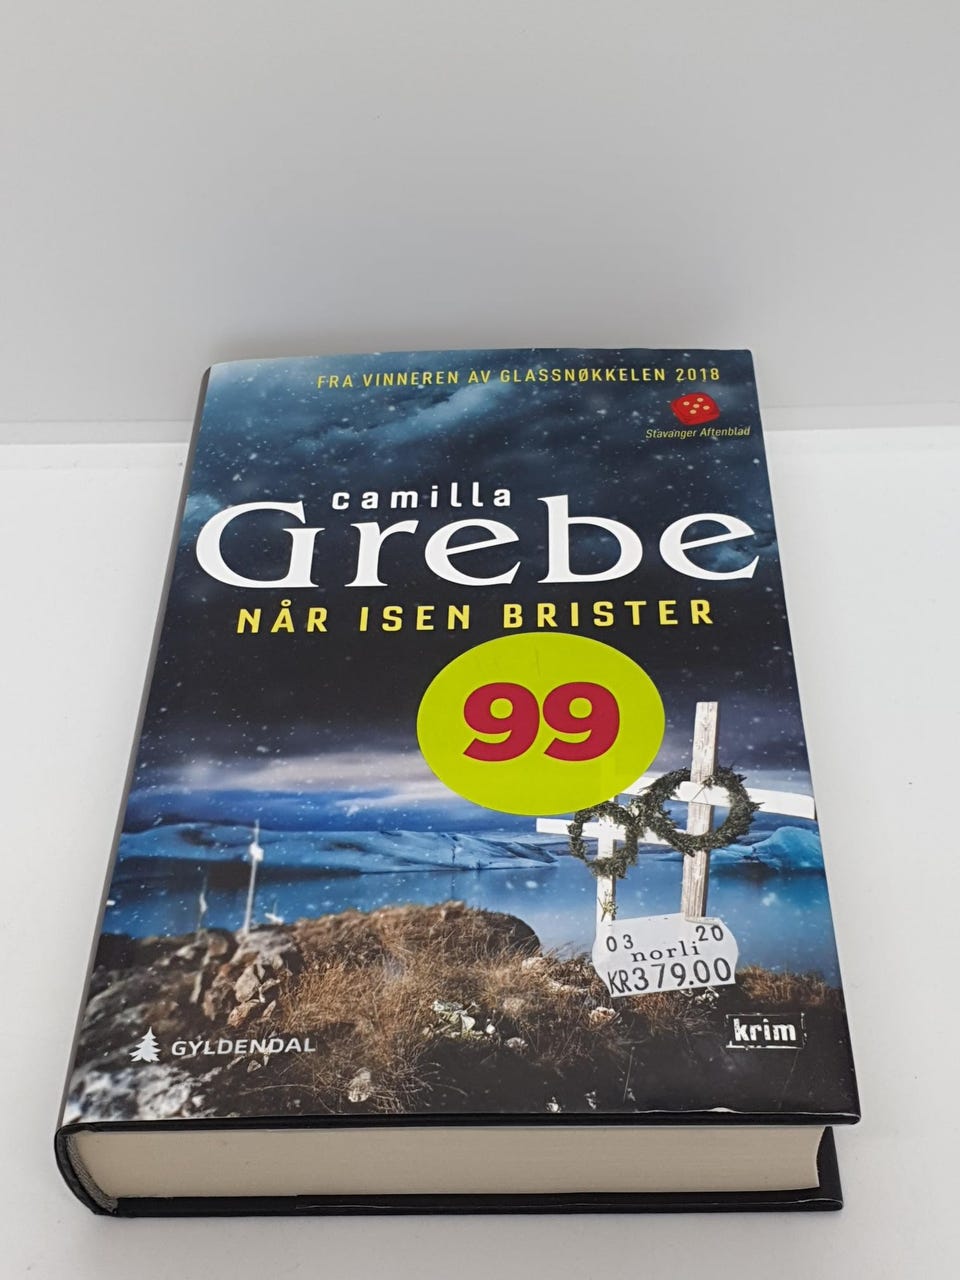 FRA VINNEREN AV GLASSNØKKELEN 2018
Stavanger Aftenblad
camilla
Grebe
NÅR ISEN BRISTER
99
03 20
norli
KR379.00
krim
GYLDENDAL